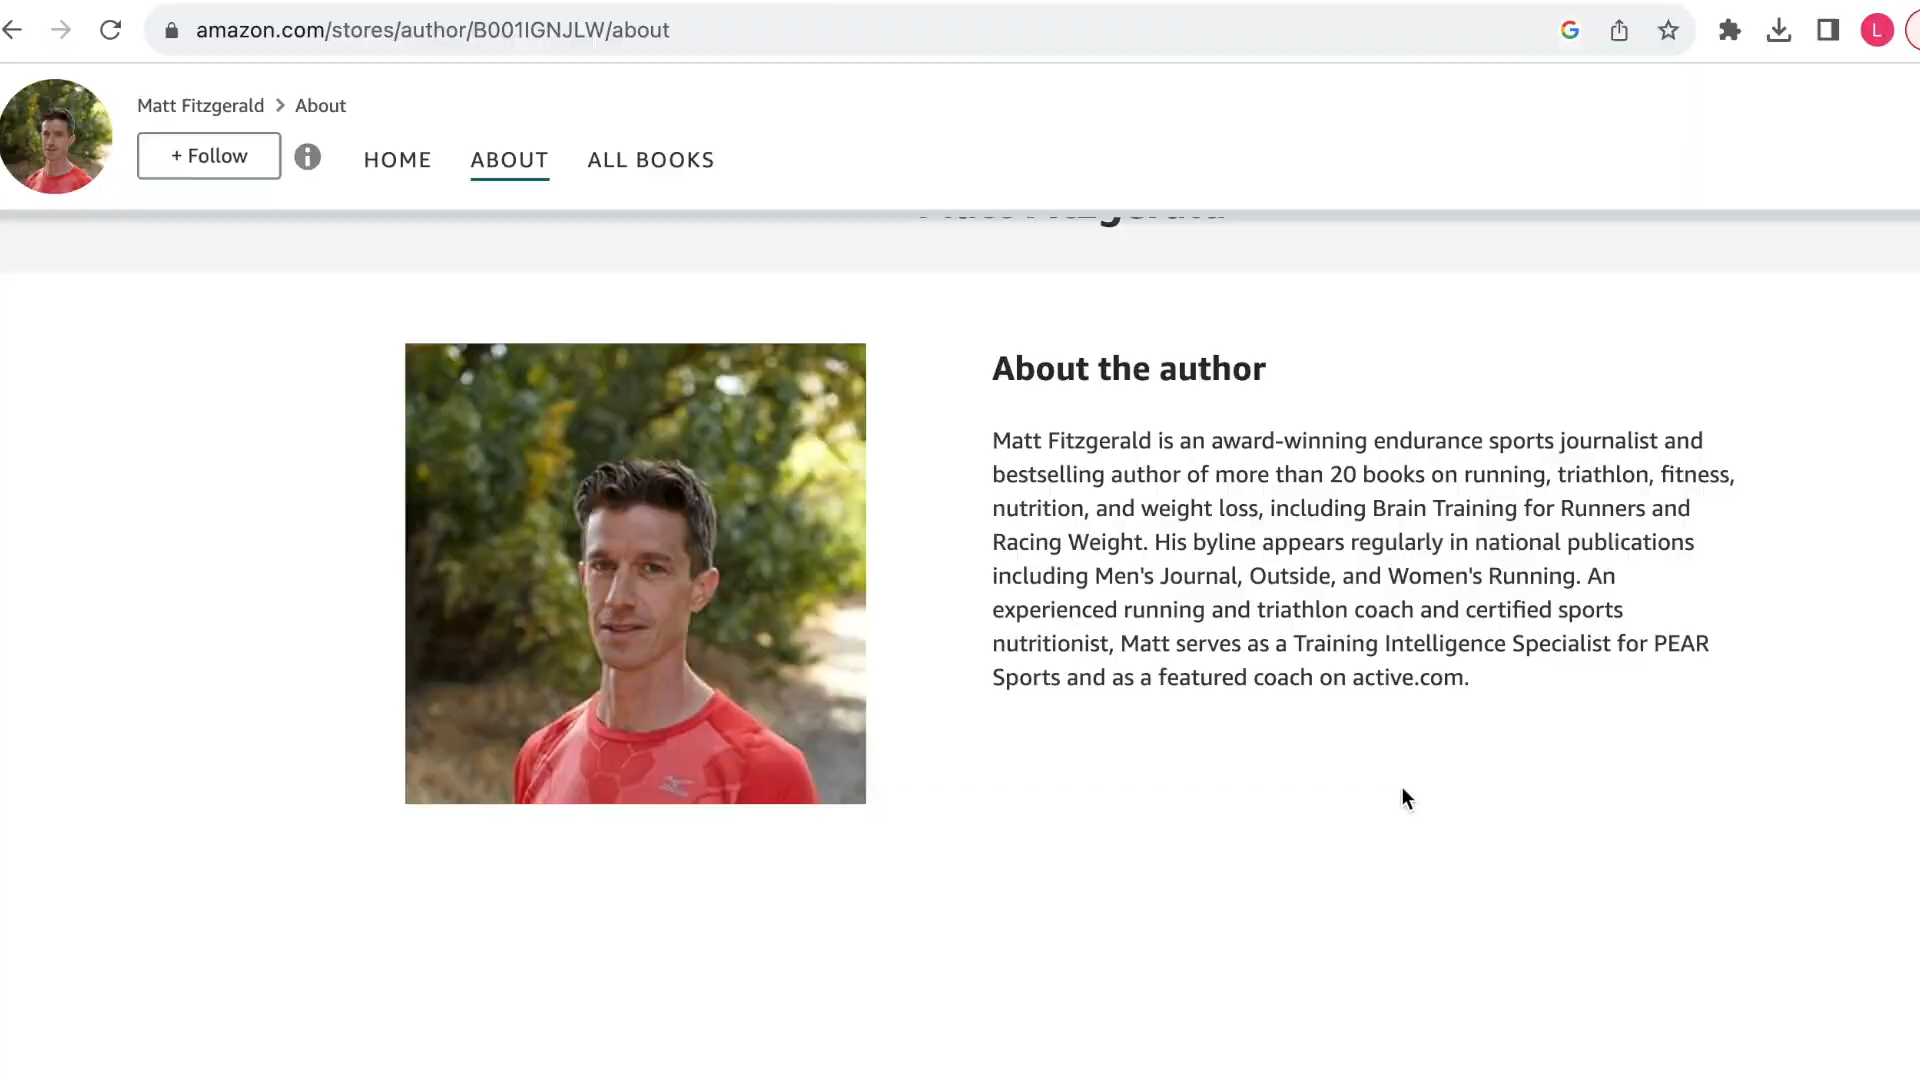 amazon.com/stores/author/B001IGNJLW/about
L
Matt Fitzgerald > About
+ Follow
HOME
ABOUT
ALL BOOKS
About the author
Matt Fitzgerald is an award-winning endurance sports journalist and
bestselling author of more than 20 books on running, triathlon, fitness,
nutrition, and weight loss, including Brain Training for Runners and
Racing Weight. His byline appears regularly in national publications
including Men's Journal, Outside, and Women's Running. An
experienced running and triathlon coach and certified sports
nutritionist, Matt serves as a Training Intelligence Specialist for PEAR
Sports and as a featured coach on active.com.